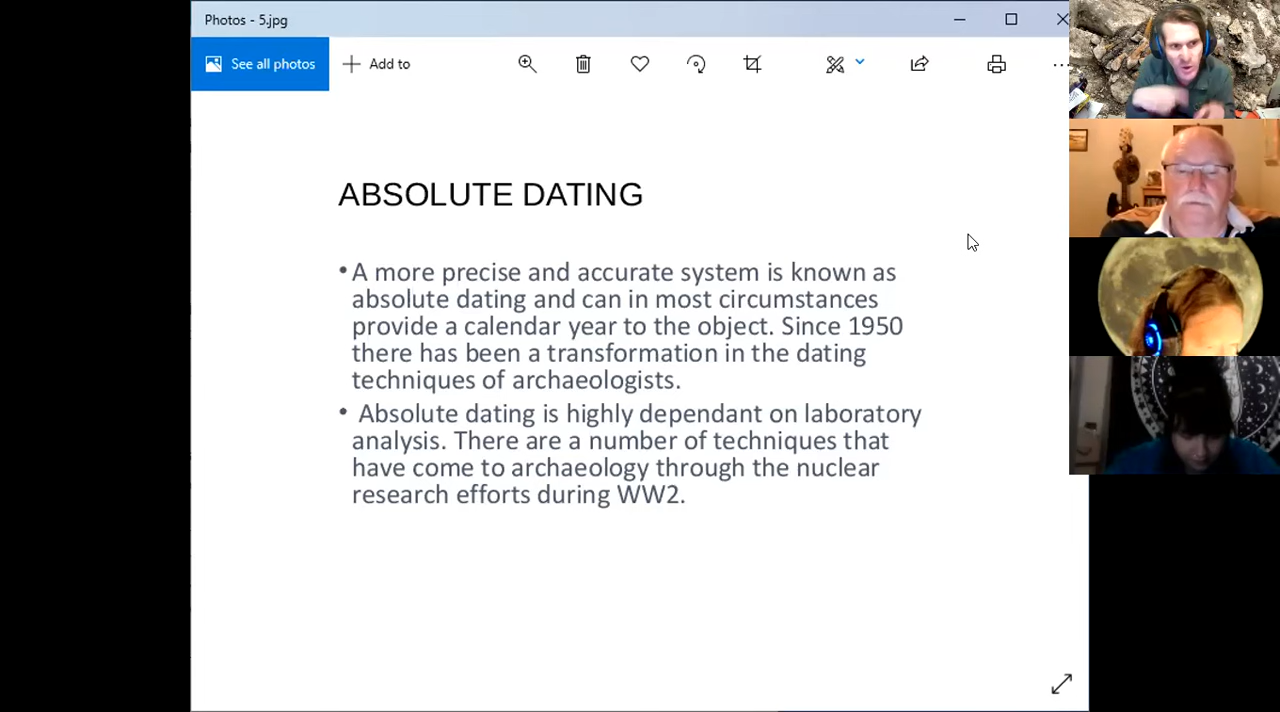 Photos - 5.jpg
See all photos
Add to
ABSOLUTE DATING
• A more precise and accurate system is known as
absolute dating and can in most circumstances
provide a calendar year to the object. Since 1950
there has been a transformation in the dating
techniques of archaeologists.
• Absolute dating is highly dependant on laboratory
analysis. There are a number of techniques that
have come to archaeology through the nuclear
research efforts during WW2.